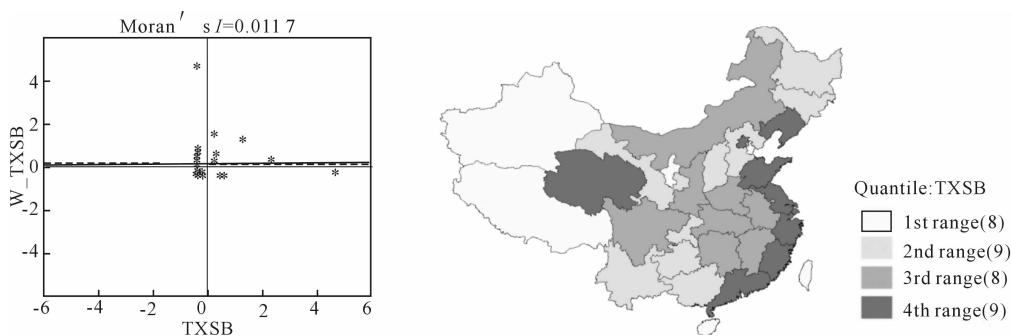 Moran′ s I=0.011 7
4
2
0
-2
-4
W_TXSB
-6 -4 -2 0 2 4 6
TXSB
Quantile:TXSB
1st range(8)
2nd range(9)
3rd range(8)
4th range(9)